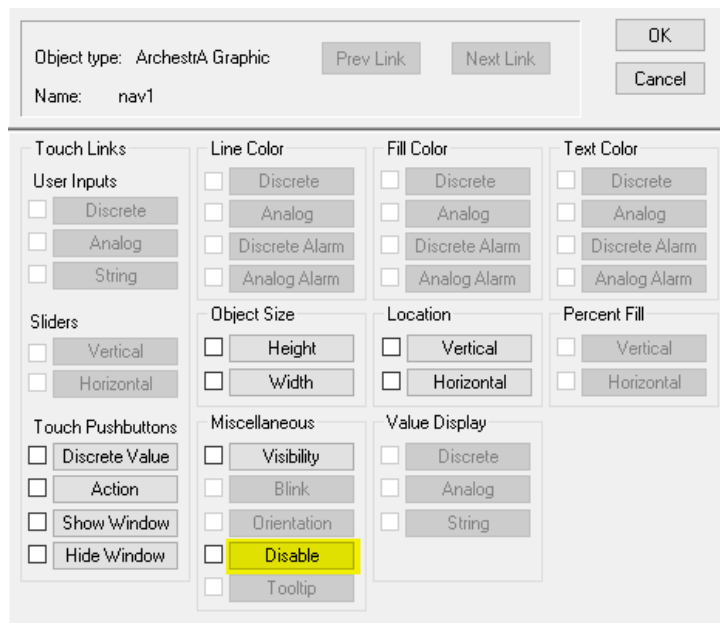 Object type: ArchestrA Graphic
Prev Link
Next Link
OK
Cancel
Name: nav1
Touch Links
User Inputs
Discrete
Analog
String
Sliders
Vertical
Horizontal
Touch Pushbuttons
Discrete Value
Action
Show Window
Hide Window
Line Color
Discrete
Analog
Discrete Alarm
Analog Alarm
Object Size
Height
Width
Miscellaneous
Visibility
Blink
Orientation
Disable
Tooltip
Fill Color
Discrete
Analog
Discrete Alarm
Analog Alarm
Location
Vertical
Horizontal
Value Display
Discrete
Analog
String
Text Color
Discrete
Analog
Discrete Alarm
Analog Alarm
Percent Fill
Vertical
Horizontal